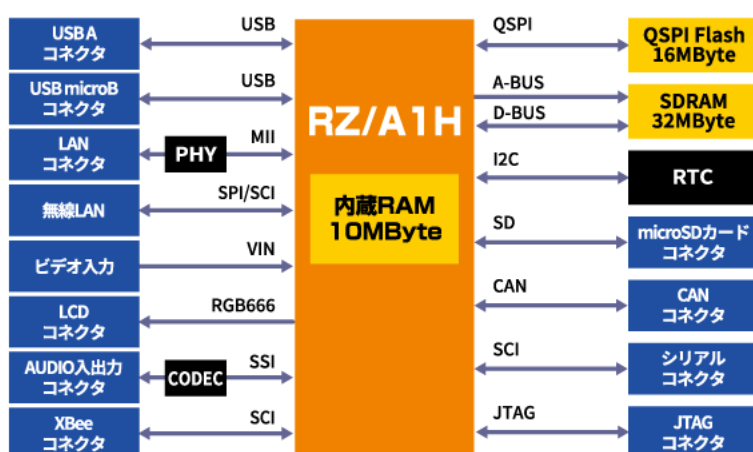 USB A
コネクタ
USB
USB microB
コネクタ
USB
LAN
コネクタ
PHY
MII
無線LAN
SPI/SCI
ビデオ入力
VIN
LCD
コネクタ
RGB666
AUDIO入出力
コネクタ
CODEC
SSI
XBee
コネクタ
SCI
RZ/A1H
内蔵RAM
10MByte
QSPI
QSPI Flash
16MByte
A-BUS
D-BUS
SDRAM
32MByte
I2C
RTC
SD
microSDカード
コネクタ
CAN
CAN
コネクタ
SCI
シリアル
コネクタ
JTAG
JTAG
コネクタ